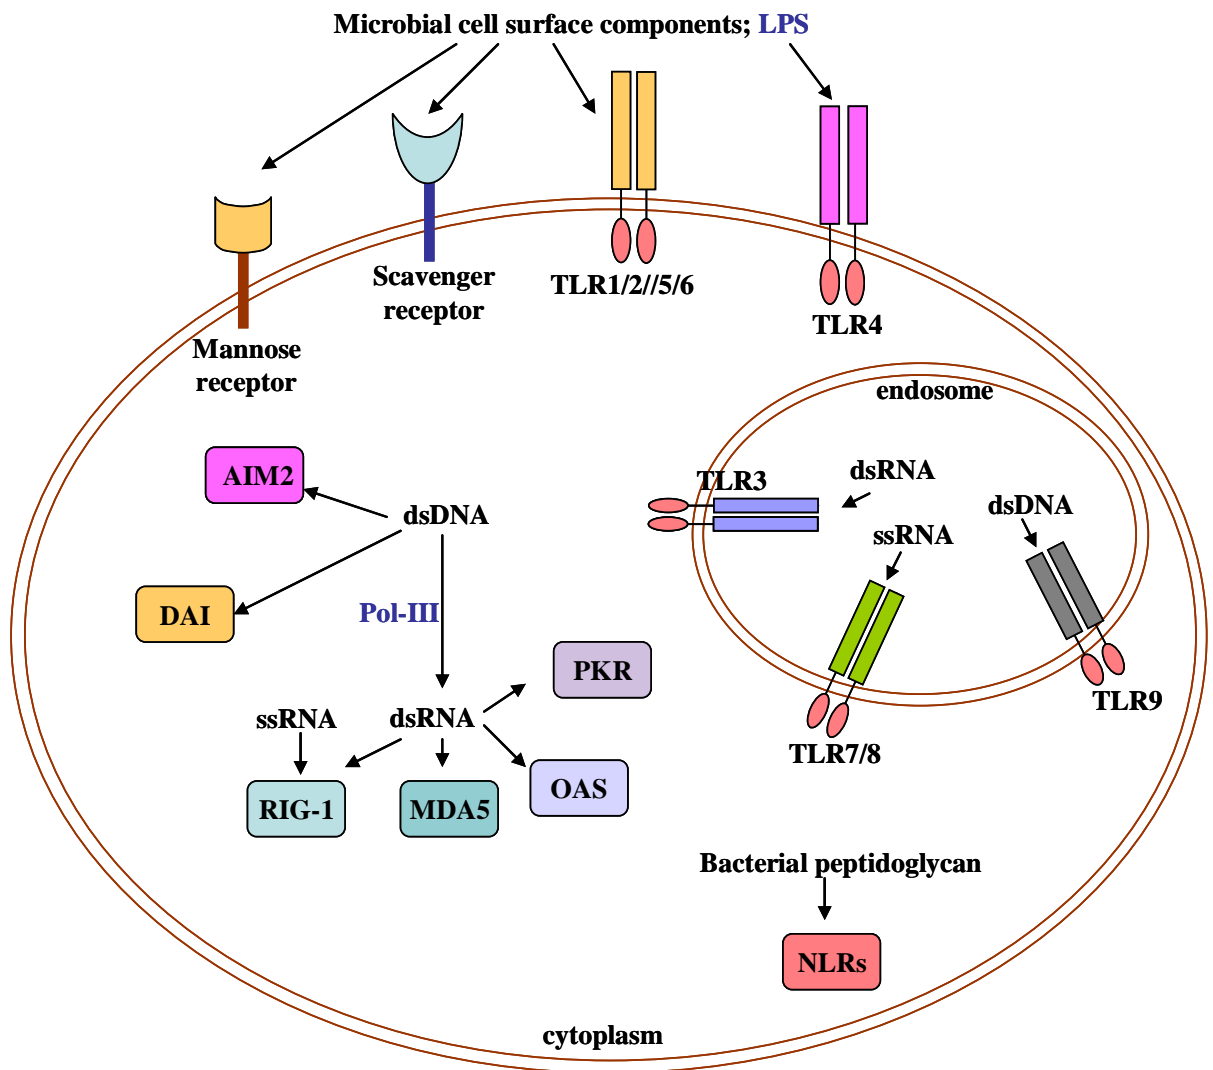 Microbial cell surface components; LPS
Scavenger
receptor
TLR1/2//5/6
TLR4
Mannose
receptor
endosome
AIM2
dsDNA
TLR3
dsRNA
dsDNA
ssRNA
DAI
Pol-III
PKR
TLR9
ssRNA
dsRNA
TLR7/8
RIG-1
MDA5
OAS
Bacterial peptidoglycan
NLRs
cytoplasm